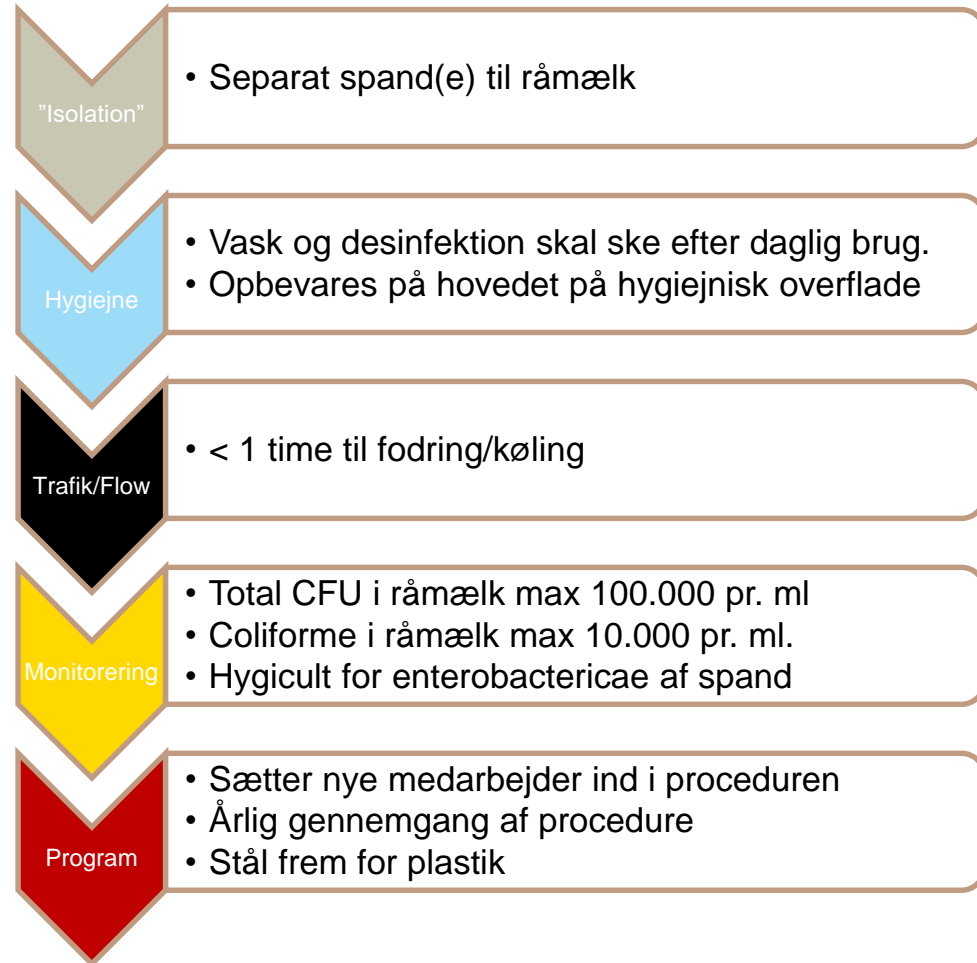 "Isolation"
• Separat spand(e) til råmælk
Hygiejne
• Vask og desinfektion skal ske efter daglig brug.
• Opbevares på hovedet på hygiejnisk overflade
Trafik/Flow
• < 1 time til fodring/køling
Monitorering
• Total CFU i råmælk max 100.000 pr. ml
• Coliforme i råmælk max 10.000 pr. ml.
• Hygicult for enterobactericae af spand
Program
• Sætter nye medarbejder ind i proceduren
• Årlig gennemgang af procedure
• Stål frem for plastik